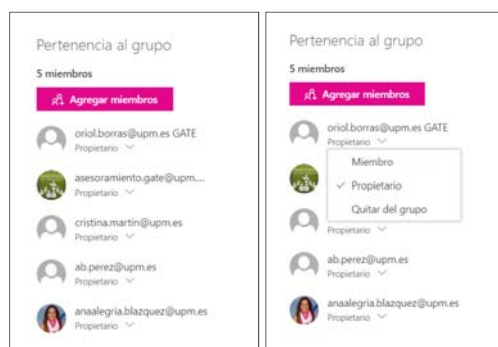 Pertenencia al grupo
5 miembros
Agregar miembros
oriol.borras@upm.es GATE
Propietario
asesoramiento.gate@upm....
Propietario
cristina.martin@upm.es
Propietario
ab.perez@upm.es
Propietario
anaalegria.blazquez@upm.es
Propietario
Pertenencia al grupo
5 miembros
Agregar miembros
oriol.borras@upm.es GATE
Propietario
Miembro
Propietario
Quitar del grupo
Propietario
ab.perez@upm.es
Propietario
anaalegria.blazquez@upm.es
Propietario